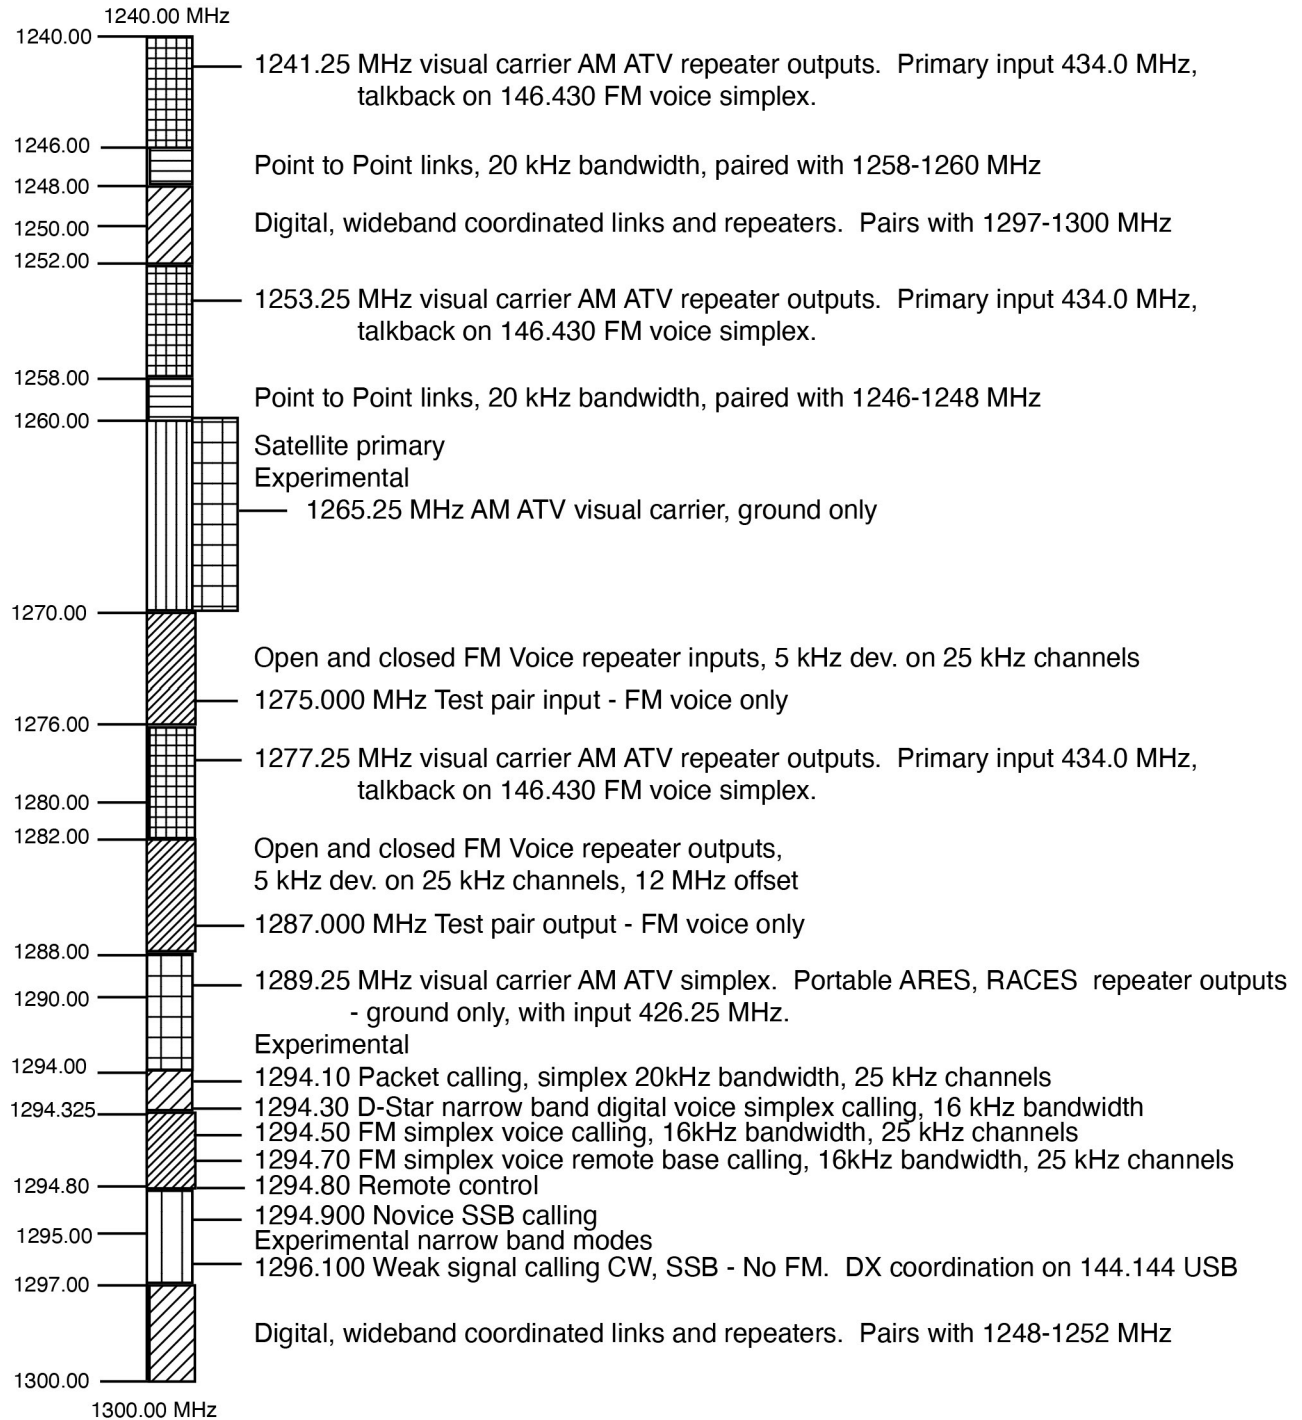 1240.00 MHz
1240.00
1241.25 MHz visual carrier AM ATV repeater outputs.  Primary input 434.0 MHz,
talkback on 146.430 FM voice simplex.
1246.00
Point to Point links, 20 kHz bandwidth, paired with 1258-1260 MHz
1248.00
Digital, wideband coordinated links and repeaters.  Pairs with 1297-1300 MHz
1250.00
1252.00
1253.25 MHz visual carrier AM ATV repeater outputs.  Primary input 434.0 MHz,
talkback on 146.430 FM voice simplex.
1258.00
Point to Point links, 20 kHz bandwidth, paired with 1246-1248 MHz
1260.00
Satellite primary
Experimental
1265.25 MHz AM ATV visual carrier, ground only
1270.00
Open and closed FM Voice repeater inputs, 5 kHz dev. on 25 kHz channels
1275.000 MHz Test pair input - FM voice only
1276.00
1277.25 MHz visual carrier AM ATV repeater outputs.  Primary input 434.0 MHz,
talkback on 146.430 FM voice simplex.
1280.00
1282.00
Open and closed FM Voice repeater outputs,
5 kHz dev. on 25 kHz channels, 12 MHz offset
1287.000 MHz Test pair output - FM voice only
1288.00
1289.25 MHz visual carrier AM ATV simplex.  Portable ARES, RACES  repeater outputs
1290.00
- ground only, with input 426.25 MHz.
Experimental
1294.00
1294.10 Packet calling, simplex 20kHz bandwidth, 25 kHz channels
1294.325
1294.30 D-Star narrow band digital voice simplex calling, 16 kHz bandwidth
1294.50 FM simplex voice calling, 16kHz bandwidth, 25 kHz channels
1294.70 FM simplex voice remote base calling, 16kHz bandwidth, 25 kHz channels
1294.80
1294.80 Remote control
1294.900 Novice SSB calling
1295.00
Experimental narrow band modes
1296.100 Weak signal calling CW, SSB - No FM.  DX coordination on 144.144 USB
1297.00
Digital, wideband coordinated links and repeaters.  Pairs with 1248-1252 MHz
1300.00
1300.00 MHz